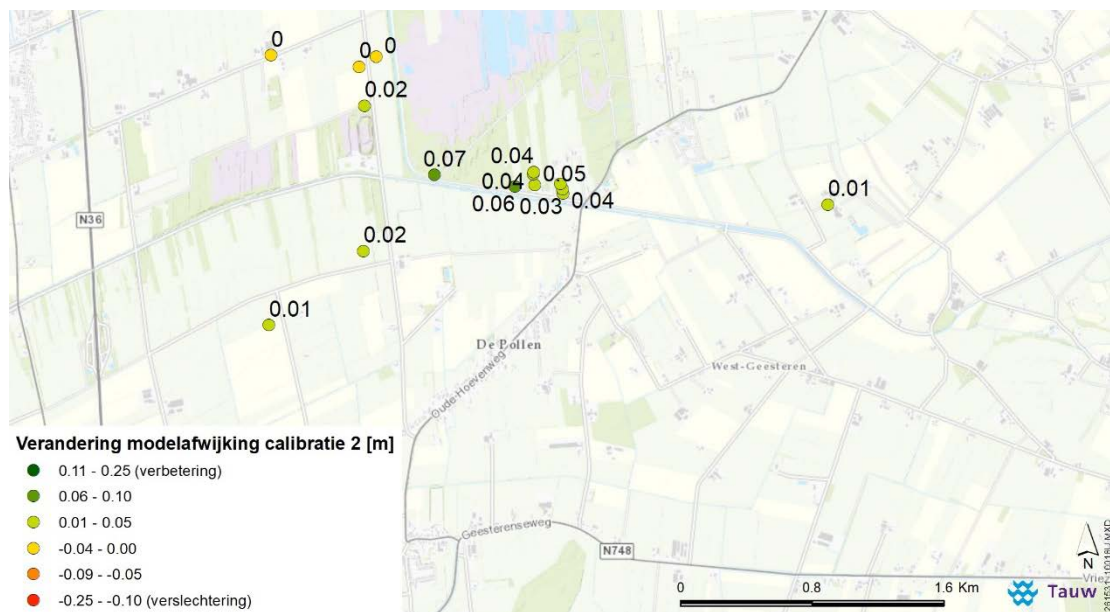 0
0
0
0.02
0.07
0.04
0.05
0.04
0.06
0.03
0.04
0.01
N36
0.02
0.01
De Pollen
West-Geesteren
Oude Hoevenweg
Verandering modelafwijking calibratie 2 [m]
0.11 - 0.25 (verbetering)
0.06 - 0.10
0.01 - 0.05
-0.04 - 0.00
-0.09 - -0.05
-0.25 - -0.10 (verslechtering)
Geesterenseweg
N748
0
0.8
1.6 Km
N
Tauw